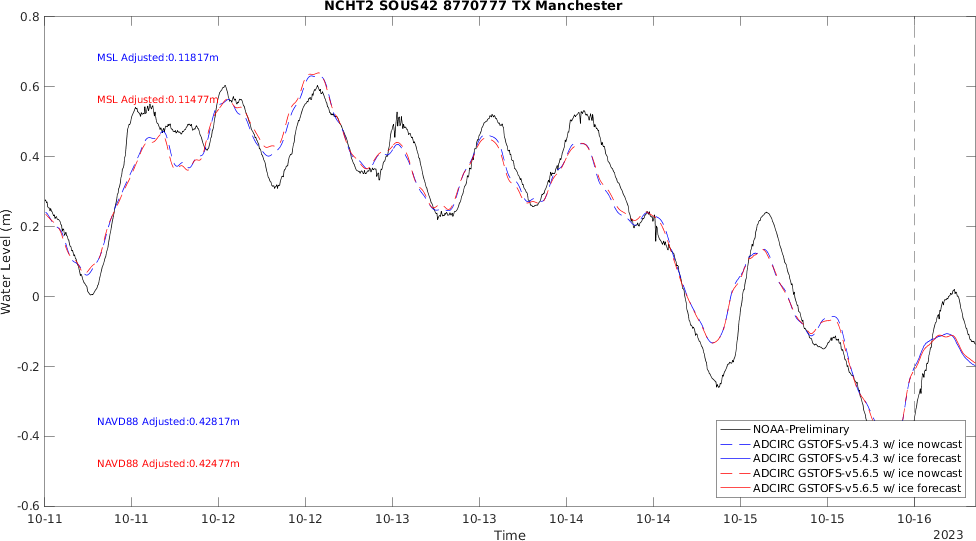 NCHT2 SOUS42 8770777 TX Manchester
0.8
MSL Adjusted:0.11817m
0.6
MSL Adjusted:0.11477m
0.4
0.2
Water Level (m)
0
-0.2
NAVD88 Adjusted:0.42817m
NOAA-Preliminary
-0.4
ADCIRC GSTOFS-v5.4.3 w/ ice nowcast
ADCIRC GSTOFS-v5.4.3 w/ ice forecast
NAVD88 Adjusted:0.42477m
ADCIRC GSTOFS-v5.6.5 w/ ice nowcast
ADCIRC GSTOFS-v5.6.5 w/ ice forecast
-0.6
10-11 10-11 10-12 10-12 10-13 10-13 10-14 10-14 10-15 10-15 10-16
Time
2023